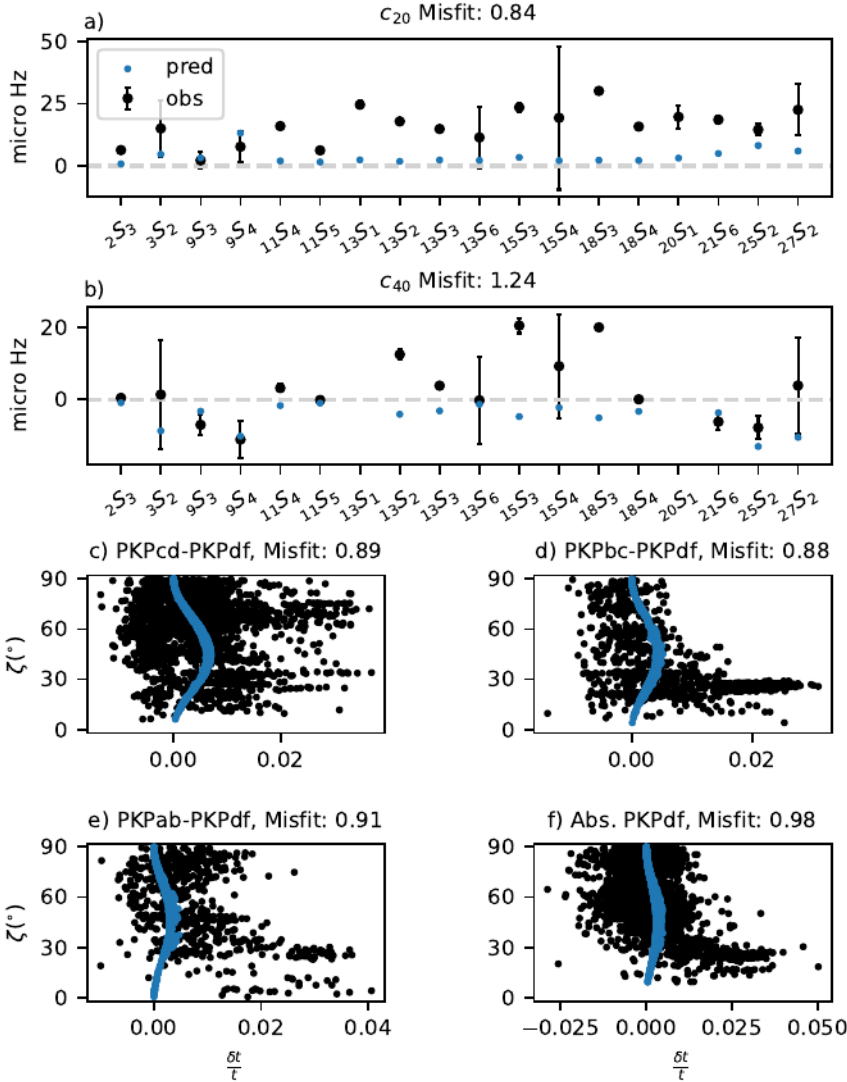 a)
c20 Misfit: 0.84
50
25
0
micro Hz
pred
obs
2S3 3S2 9S3 9S4 11S4 11S5 13S1 13S2 13S3 13S6 15S3 15S4 18S3 18S4 20S1 21S6 25S2 27S2
b)
c40 Misfit: 1.24
20
0
micro Hz
2S3 3S2 9S3 9S4 11S4 11S5 13S1 13S2 13S3 13S6 15S3 15S4 18S3 18S4 20S1 21S6 25S2 27S2
c) PKPcd-PKPdf, Misfit: 0.89
90
60
30
0
ζ(°)
0.00 0.02
d) PKPbc-PKPdf, Misfit: 0.88
90
60
30
0
0.00 0.02
e) PKPab-PKPdf, Misfit: 0.91
90
60
30
0
ζ(°)
0.00 0.02 0.04
δt
t
f) Abs. PKPdf, Misfit: 0.98
90
60
30
0
−0.025 0.000 0.025 0.050
δt
t